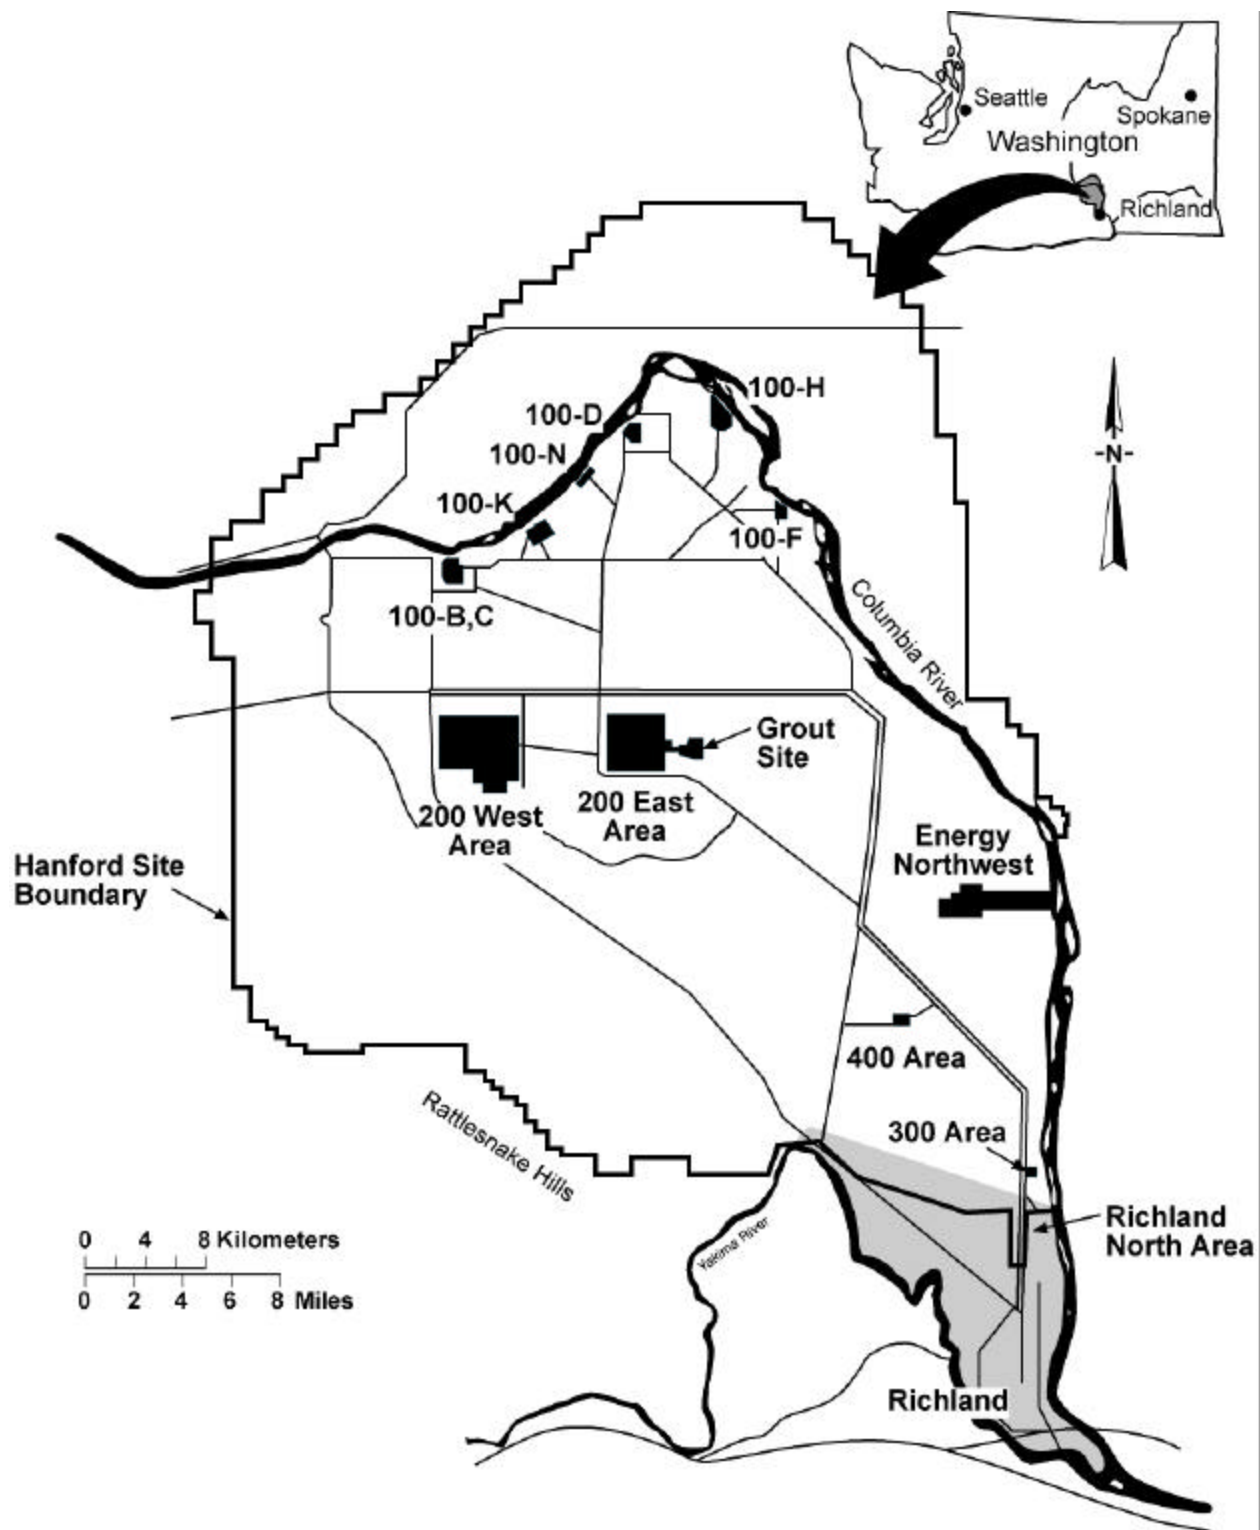 Seattle
Spokane
Washington
Richland
100-H
100-D
-N-
100-N
100-K
100-F
Columbia River
100-B,C
Grout
Site
200 East
Area
200 West
Area
Energy
Northwest
Hanford Site
Boundary
400 Area
Rattlesnake Hills
300 Area
Richland
North Area
Yakima River
0 4 8 Kilometers
0 2 4 6 8 Miles
Richland